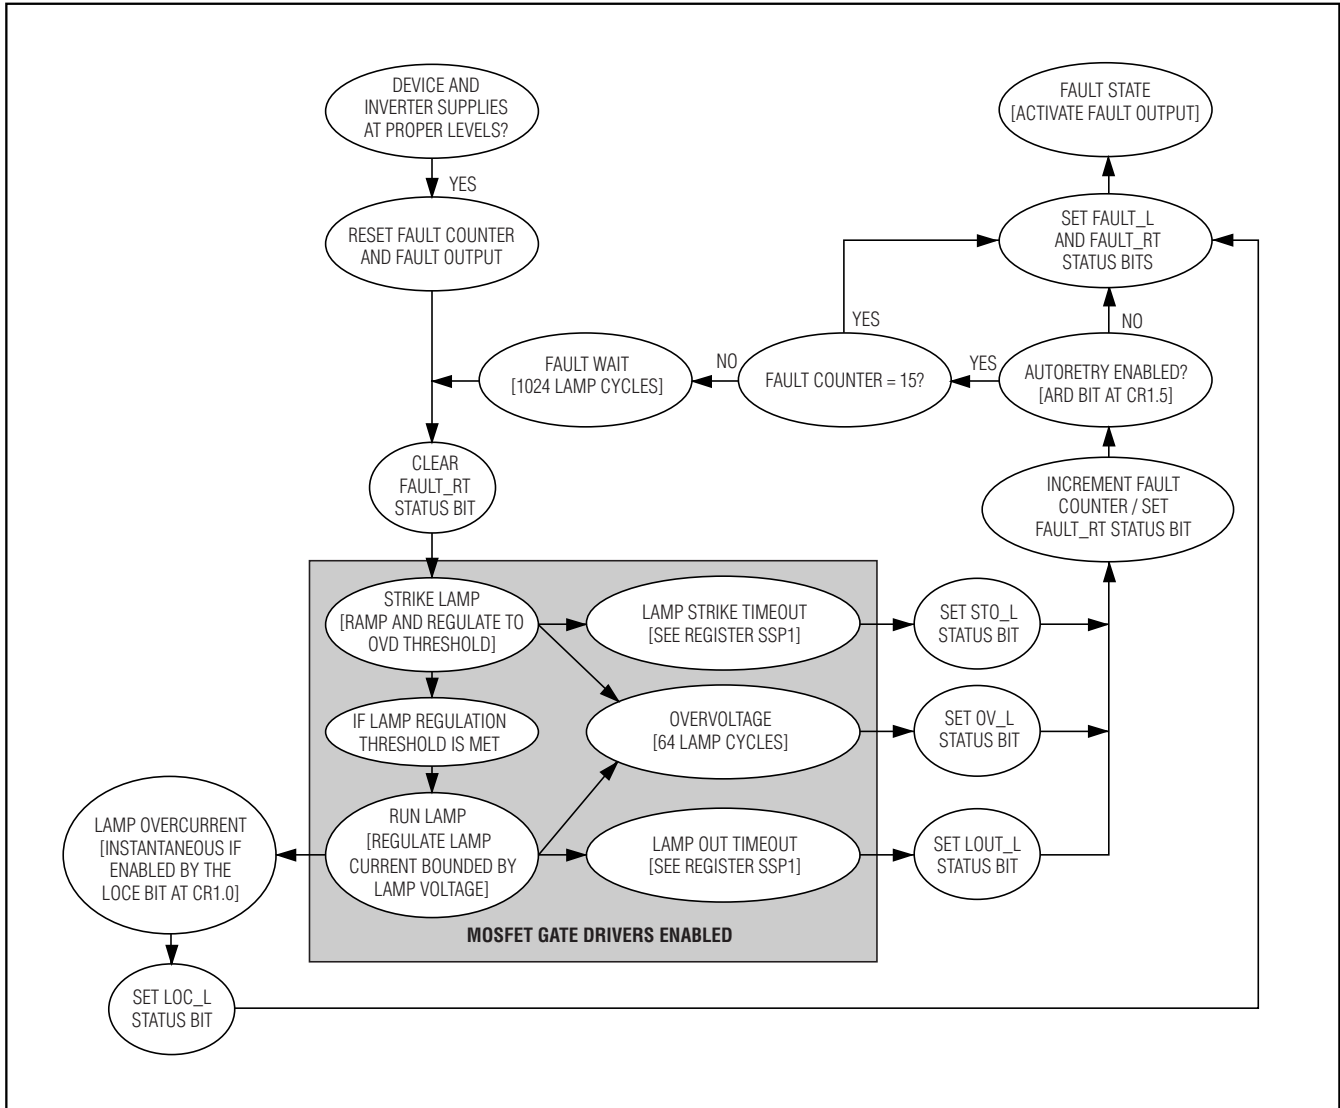 DEVICE AND
INVERTER SUPPLIES
AT PROPER LEVELS?
YES
RESET FAULT COUNTER
AND FAULT OUTPUT
FAULT STATE
[ACTIVATE FAULT OUTPUT]
SET FAULT_L
AND FAULT_RT
STATUS BITS
YES
NO
FAULT WAIT
[1024 LAMP CYCLES]
NO
FAULT COUNTER = 15?
YES
AUTORETRY ENABLED?
[ARD BIT AT CR1.5]
CLEAR
FAULT_RT
STATUS BIT
INCREMENT FAULT
COUNTER / SET
FAULT_RT STATUS BIT
STRIKE LAMP
[RAMP AND REGULATE TO
OVD THRESHOLD]
LAMP STRIKE TIMEOUT
[SEE REGISTER SSP1]
SET STO_L
STATUS BIT
IF LAMP REGULATION
THRESHOLD IS MET
OVERVOLTAGE
[64 LAMP CYCLES]
SET OV_L
STATUS BIT
LAMP OVERCURRENT
[INSTANTANEOUS IF
ENABLED BY THE
LOCE BIT AT CR1.0]
RUN LAMP
[REGULATE LAMP
CURRENT BOUNDED BY
LAMP VOLTAGE]
LAMP OUT TIMEOUT
[SEE REGISTER SSP1]
SET LOUT_L
STATUS BIT
MOSFET GATE DRIVERS ENABLED
SET LOC_L
STATUS BIT